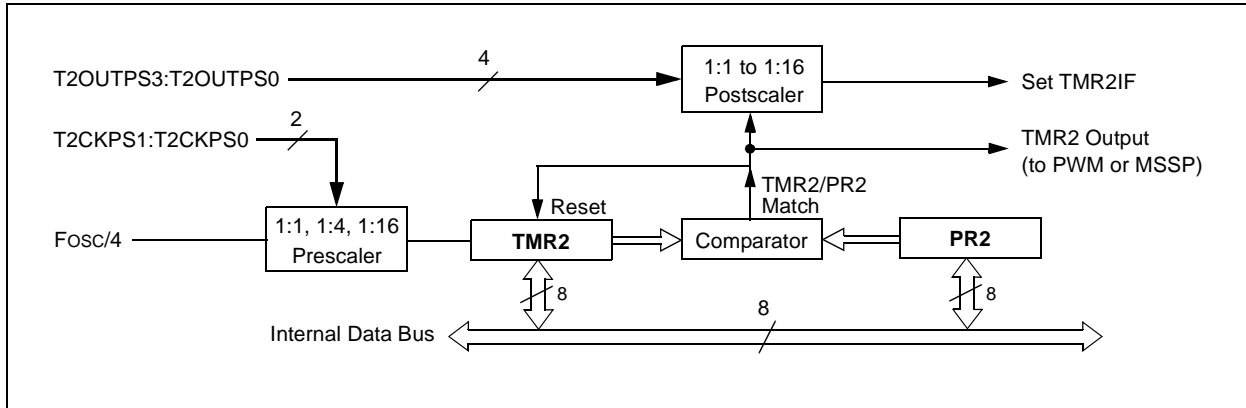 T2OUTPS3:T2OUTPS0
4
1:1 to 1:16
Postscaler
Set TMR2IF
T2CKPS1:T2CKPS0
2
TMR2 Output
(to PWM or MSSP)
TMR2/PR2
Match
Reset
FOSC/4
1:1, 1:4, 1:16
Prescaler
TMR2
Comparator
PR2
8
8
8
Internal Data Bus